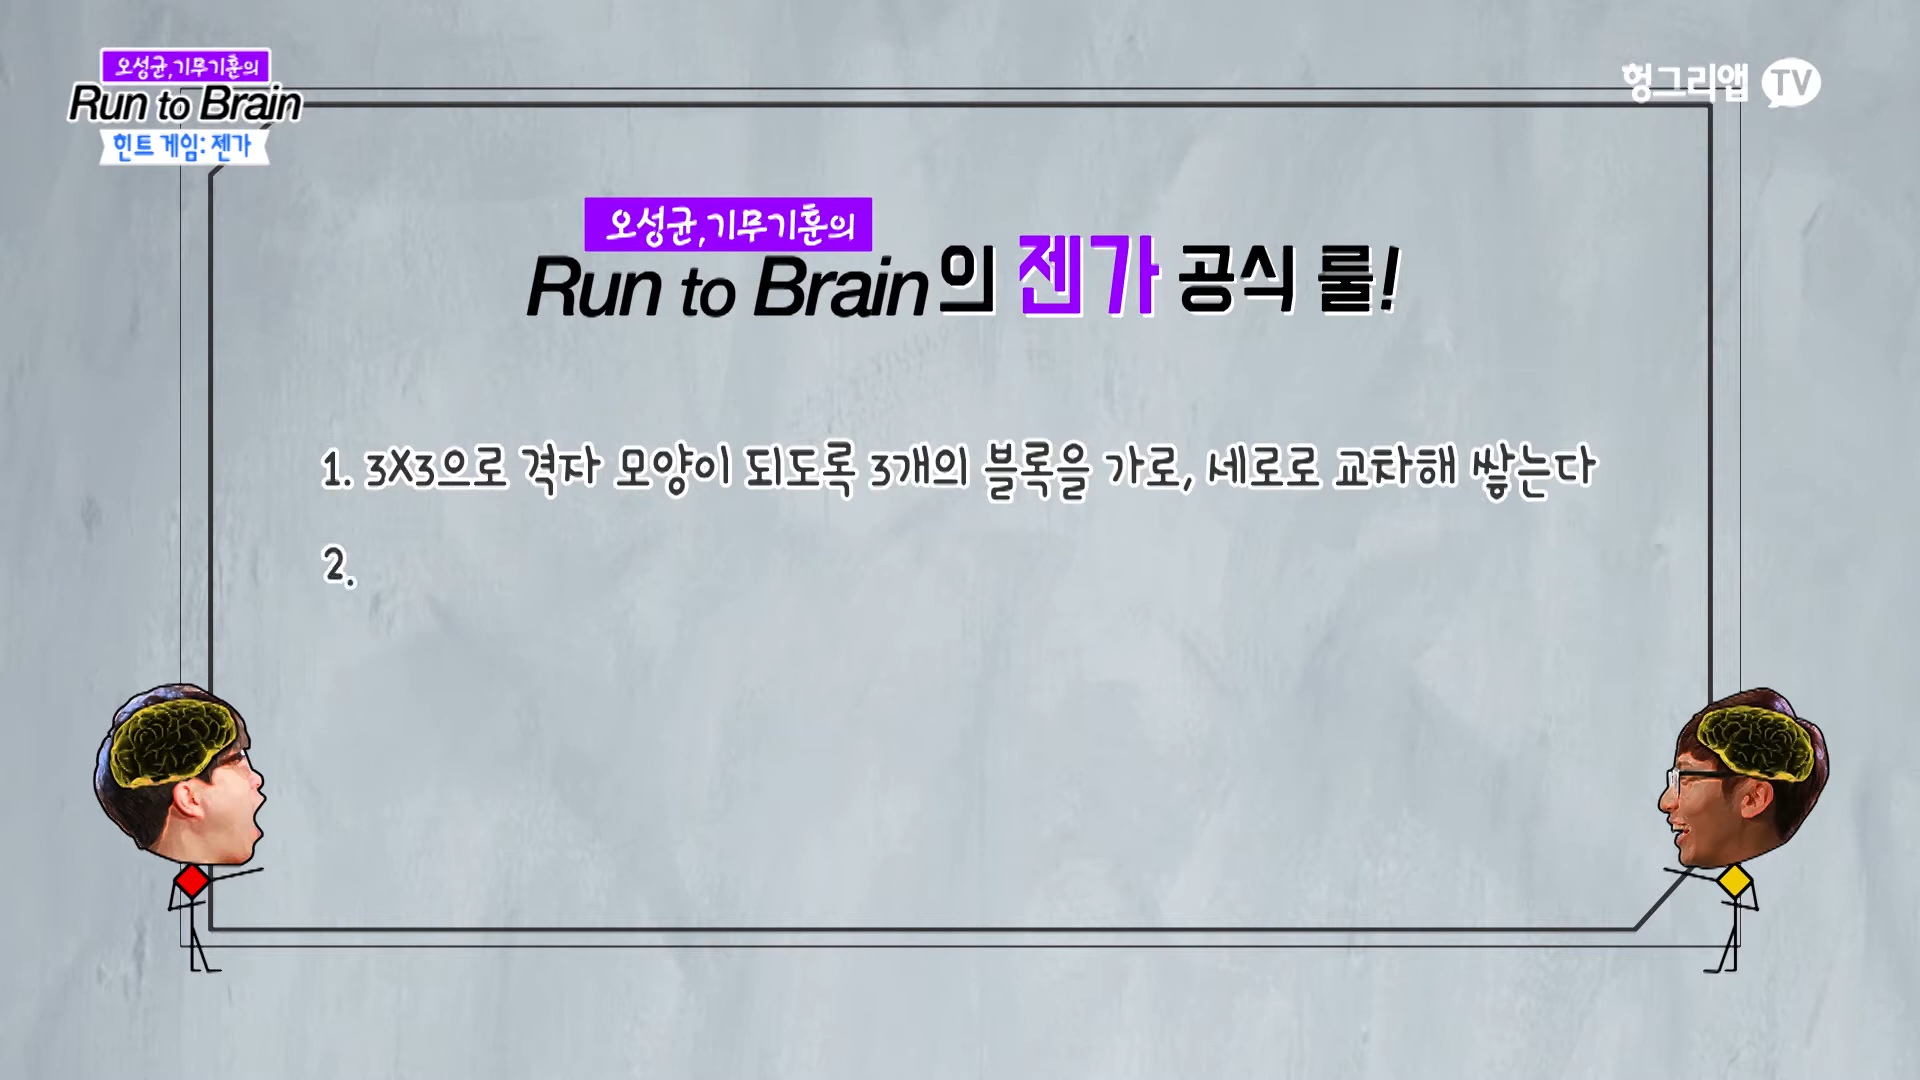 오성균,기무기훈의
Run to Brain
힌트 게임: 젠가
헝그리앱 TV
오성균,기무기훈의
Run to Brain의 젠가 공식 룰!
1. 3X3으로 격자 모양이 되도록 3개의 블록을 가로, 세로로 교차해 쌓는다
2.